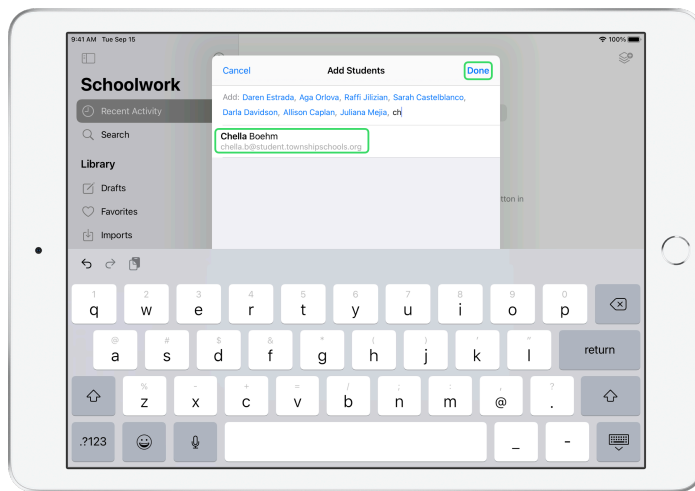 9:41 AM Tue Sep 15
100%
Schoolwork
Recent Activity
Search
Library
Drafts
Favorites
Imports
Cancel
Add Students
Done
Add: Daren Estrada, Aga Orlova, Raffi Jilizian, Sarah Castelblanco,
Darla Davidson, Allison Caplan, Juliana Mejia, ch
Chella Boehm
chella.b@student.townshipschools.org
tton in
1 2 3 4 5 6 7 8 9 0
q w e r t y u i o p
@ # $ & * ( ) ' "
a s d f g h j k l return
% - + = / ; : , ?
z x c v b n m @ .
.?123 _ -